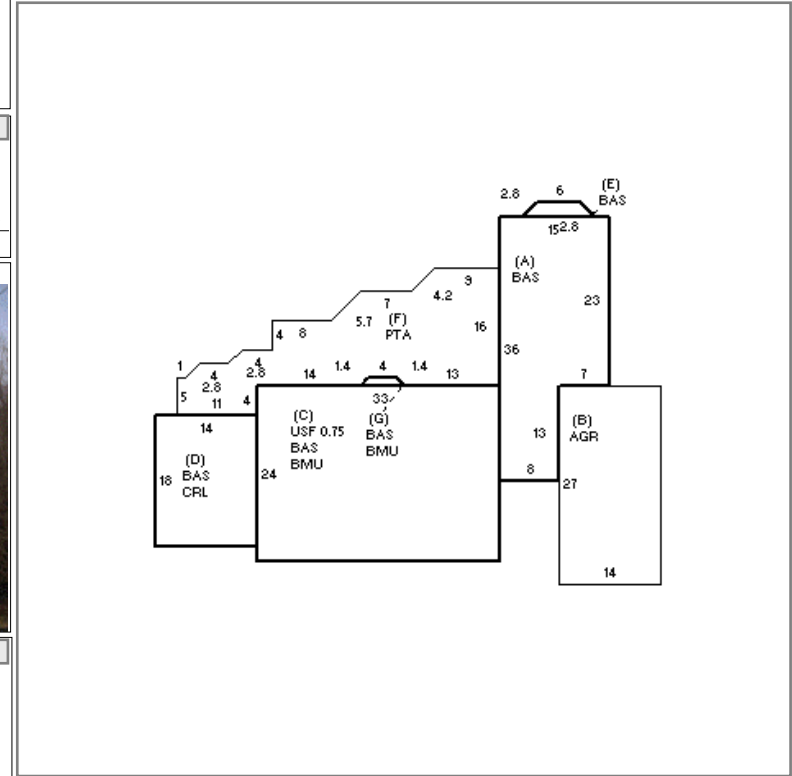 2.8
6
(E)
BAS
15
2.8
(A)
BAS
9
4.2
23
7
5.7
(F)
PTA
16
4
8
36
1
4
2.8
4
2.8
14
1.4
4
1.4
13
7
5
11
4
33
14
(C)
USF 0.75
BAS
BMU
(G)
BAS
BMU
13
(B)
AGR
(D)
BAS
CRL
18
24
8
27
14